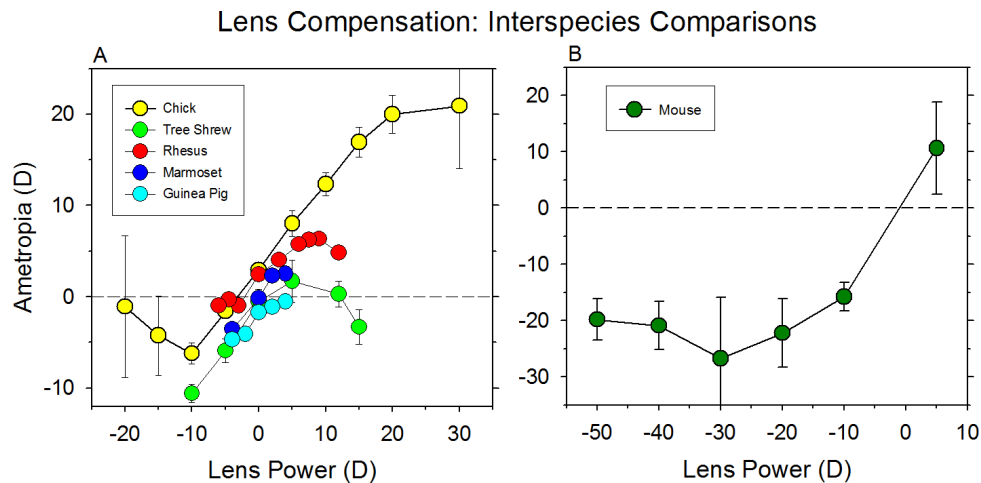 Lens Compensation: Interspecies Comparisons
A
B
Chick
Tree Shrew
Rhesus
Marmoset
Guinea Pig
Mouse
Ametropia (D)
20
10
0
-10
20
10
0
-10
-20
-30
-20 -10 0 10 20 30
-50 -40 -30 -20 -10 0 10
Lens Power (D)
Lens Power (D)